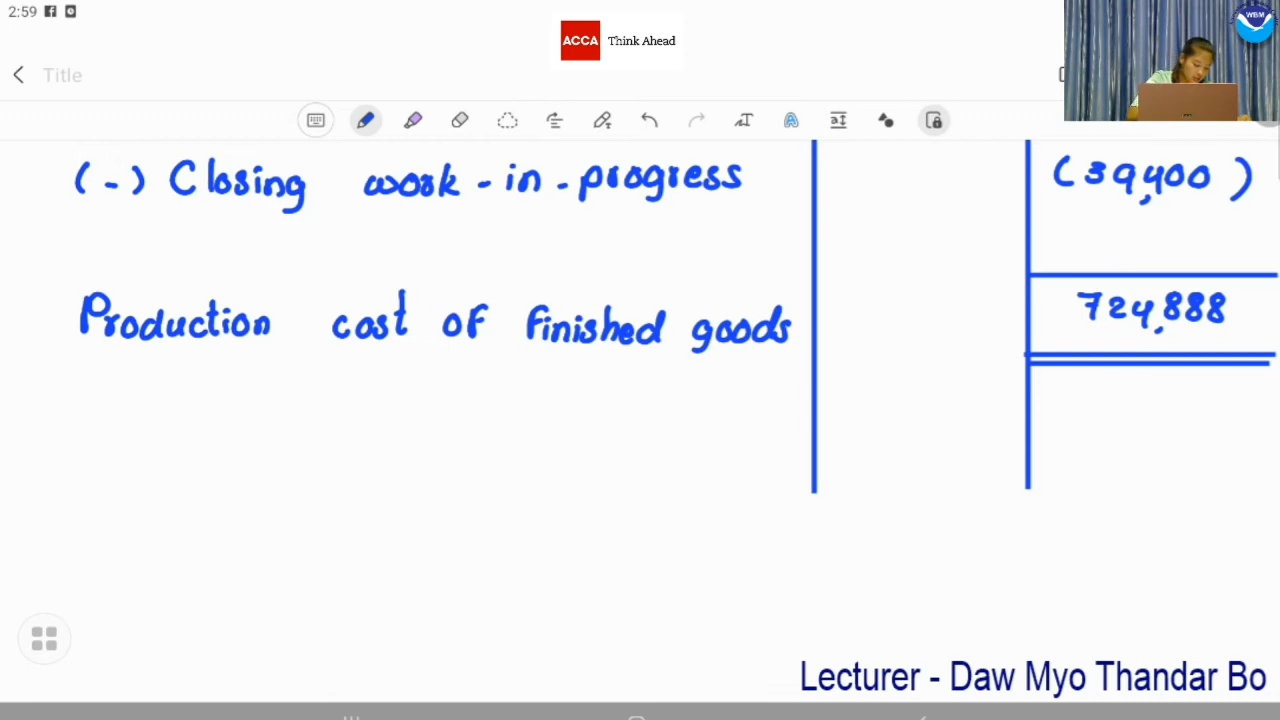 2:59
ACCA Think Ahead
WBM
Title
(-) Closing work-in-progress (39,400)
Production cost of finished goods 724,888
Lecturer - Daw Myo Thandar Bo